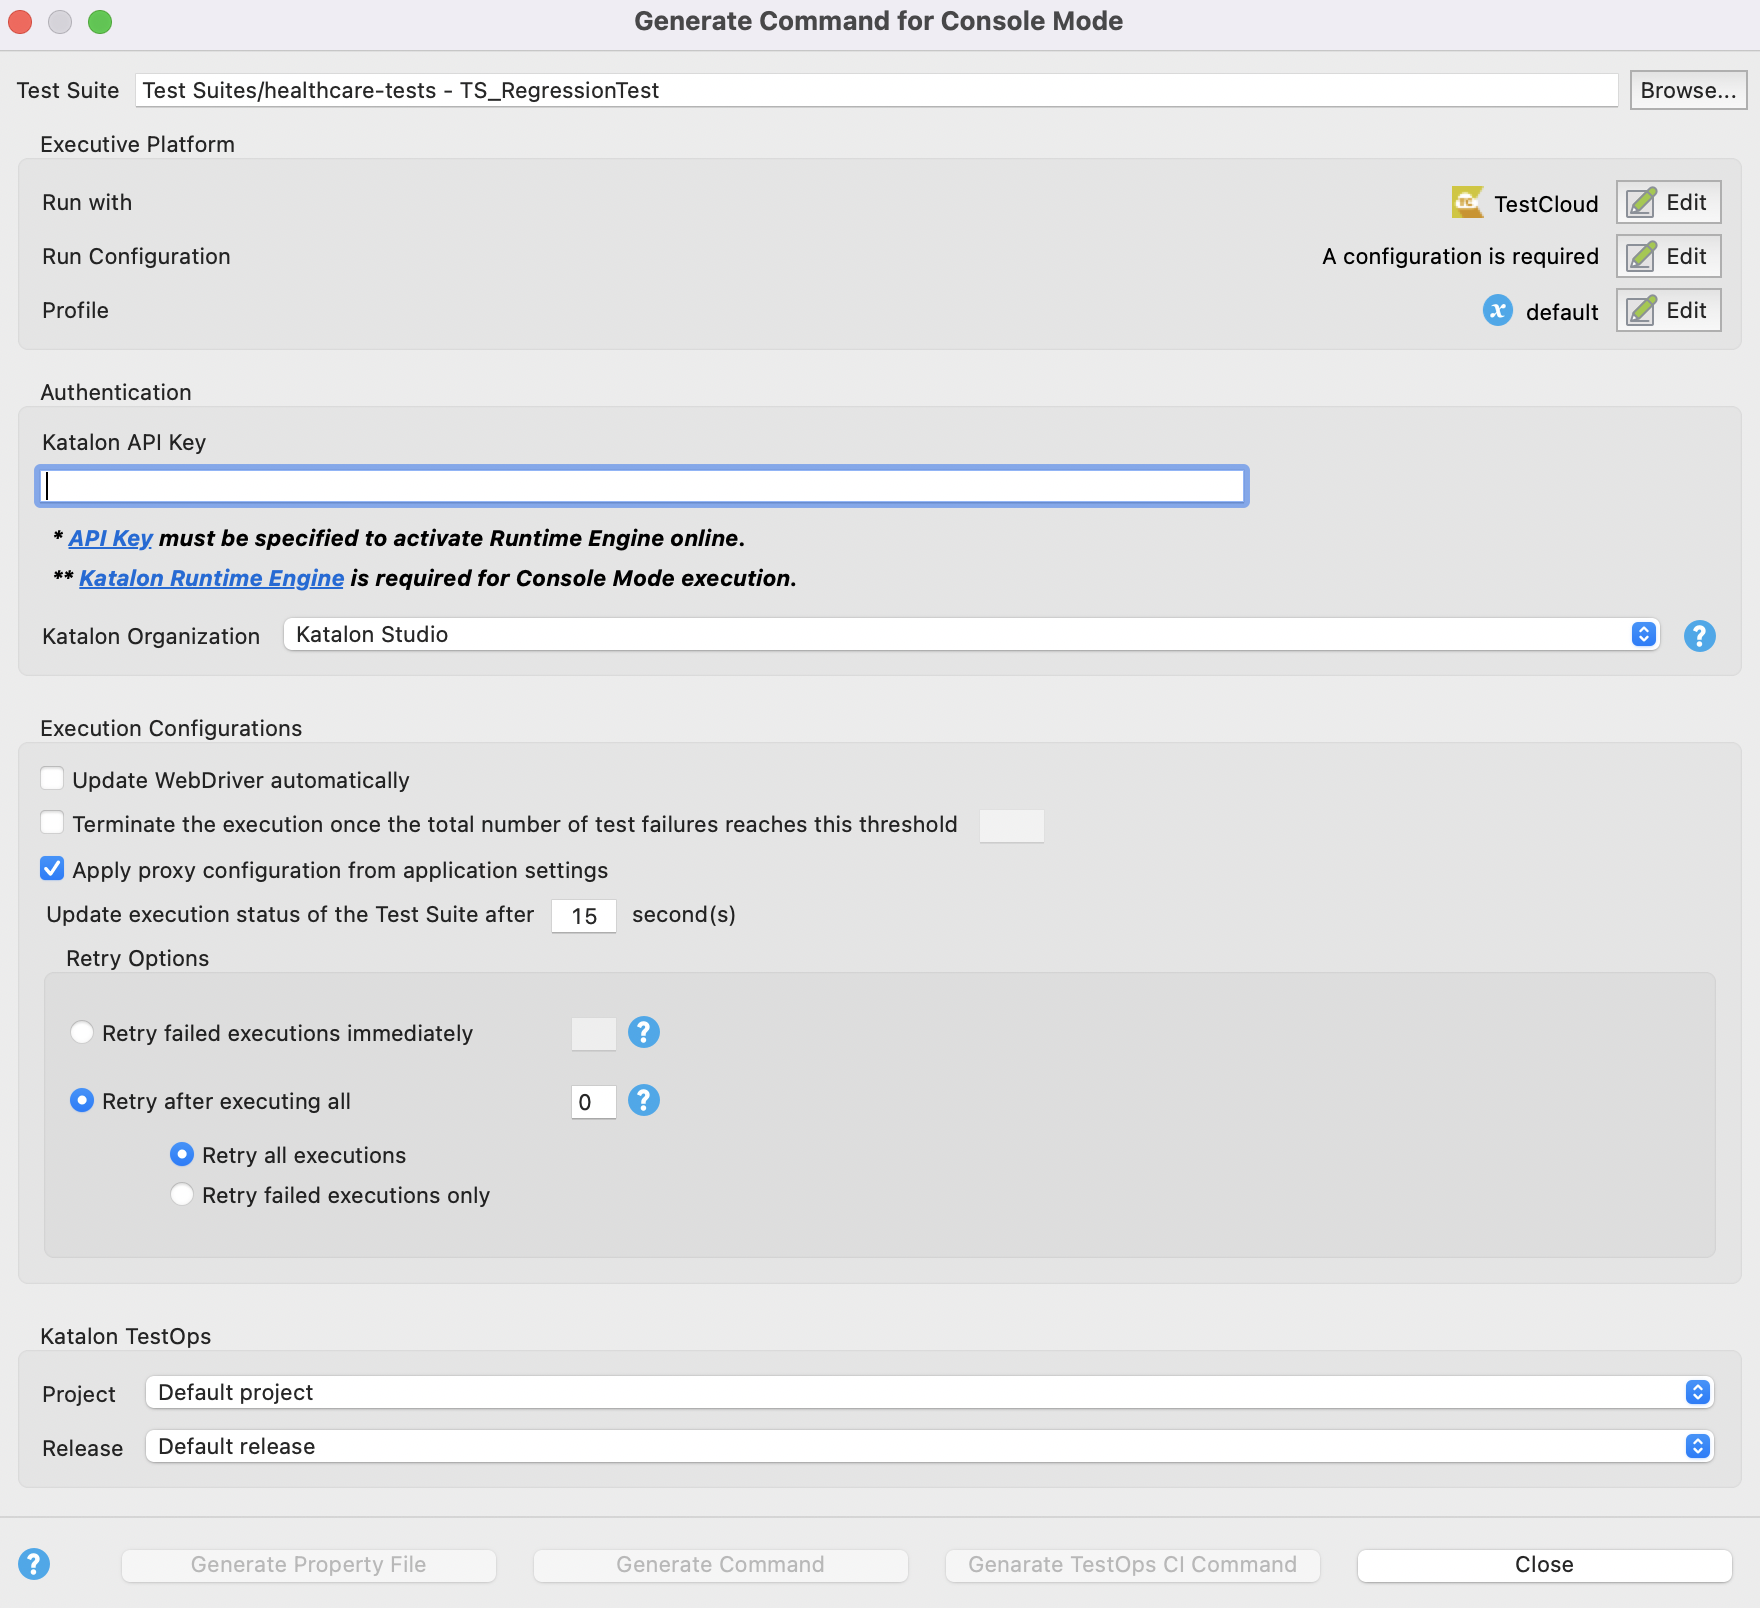 Generate Command for Console Mode
Test Suite Test Suites/healthcare-tests - TS_RegressionTest Browse...
Executive Platform
Run with TC TestCloud Edit
Run Configuration A configuration is required Edit
Profile x default Edit
Authentication
Katalon API Key
* API Key must be specified to activate Runtime Engine online.
** Katalon Runtime Engine is required for Console Mode execution.
Katalon Organization Katalon Studio ?
Execution Configurations
Update WebDriver automatically
Terminate the execution once the total number of test failures reaches this threshold
Apply proxy configuration from application settings
Update execution status of the Test Suite after 15 second(s)
Retry Options
Retry failed executions immediately ?
Retry after executing all 0 ?
Retry all executions
Retry failed executions only
Katalon TestOps
Project Default project
Release Default release
? Generate Property File Generate Command Genarate TestOps CI Command Close